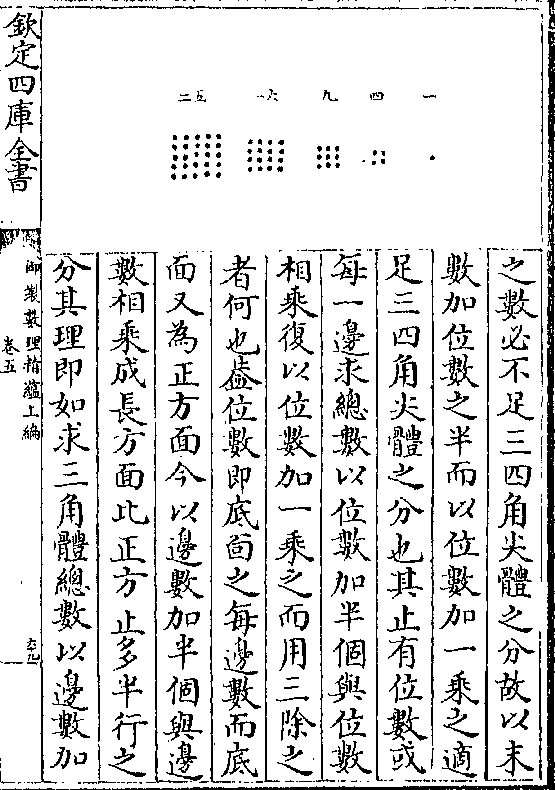 一
四
九
一六
二五
之數必不足三四角尖體之分故以末
數加位數之半而以位數加一乘之適
足三四角尖體之分也其止有位數或
每一邊求總數以位數加半個與位數
相乘復以位數加一乘之而用三除之
者何也葢位數即底面之每邊數而底
面又為正方面今以邊數加半個與邊
數相乘成長方面比正方止多半行之
分其理即如求三角體總數以邊數加
欽定四庫全書
御製數理精蘊上編
卷五